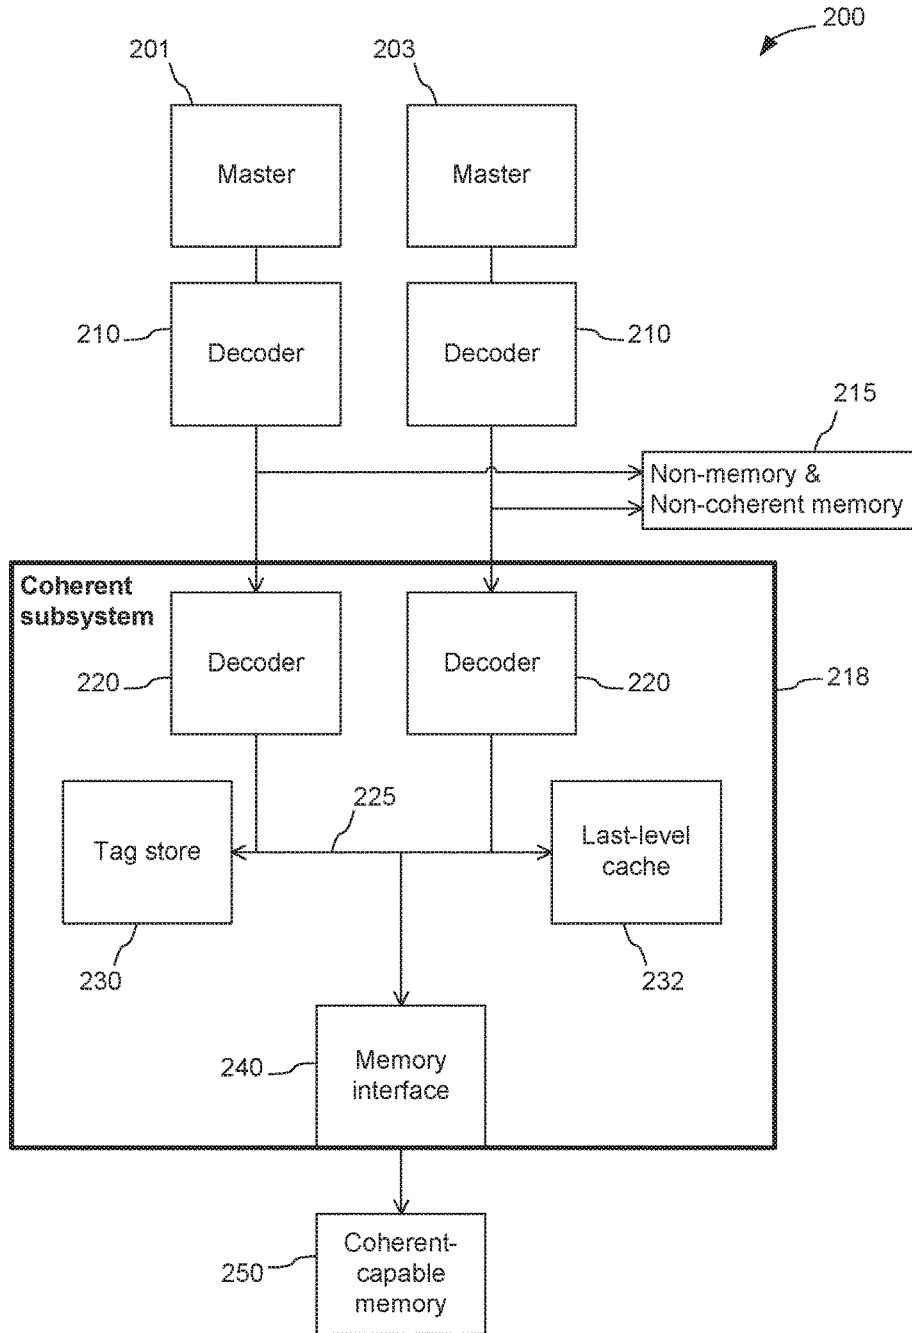 200
201
203
Master
Master
210
Decoder
Decoder
210
215
Non-memory &
Non-coherent memory
Coherent
subsystem
220
Decoder
Decoder
220
218
225
Tag store
Last-level
cache
230
232
240
Memory
interface
250
Coherent-
capable
memory